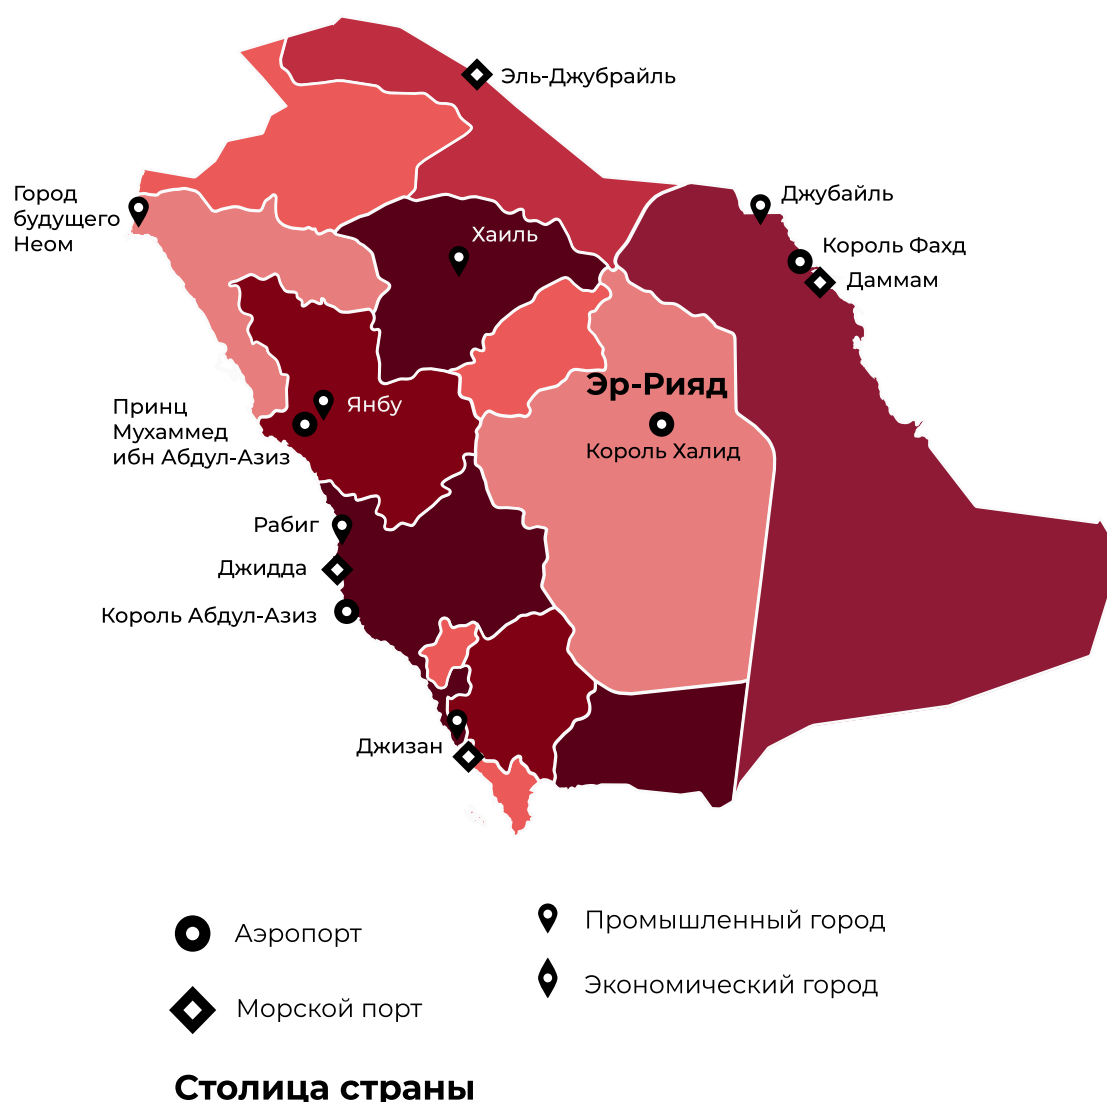 Эль-Джубрайль
Город
будущего
Неом
Джубайль
Хаиль
Король Фахд
Даммам
Эр-Рияд
Принц
Мухаммед
ибн Абдул-Азиз
Янбу
Король Халид
Рабиг
Джидда
Король Абдул-Азиз
Джизан
Аэропорт
Промышленный город
Морской порт
Экономический город
Столица страны